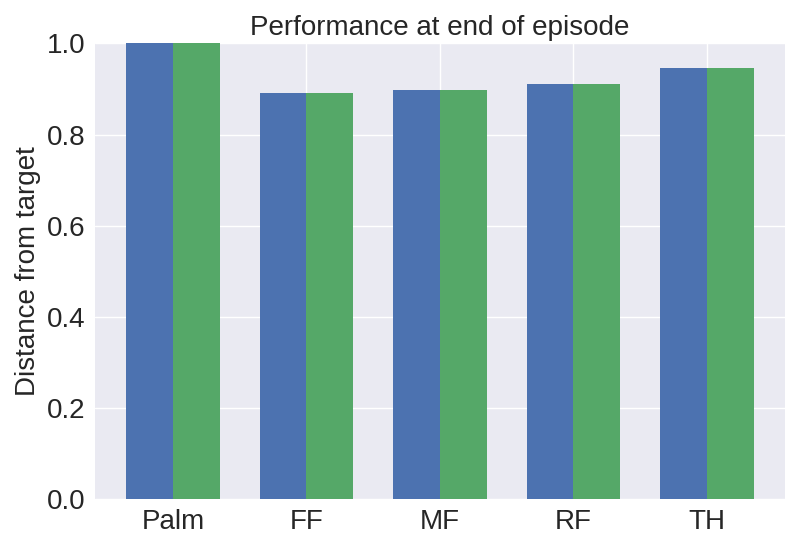 Performance at end of episode
Distance from target
1.0
0.8
0.6
0.4
0.2
0.0
Palm FF MF RF TH